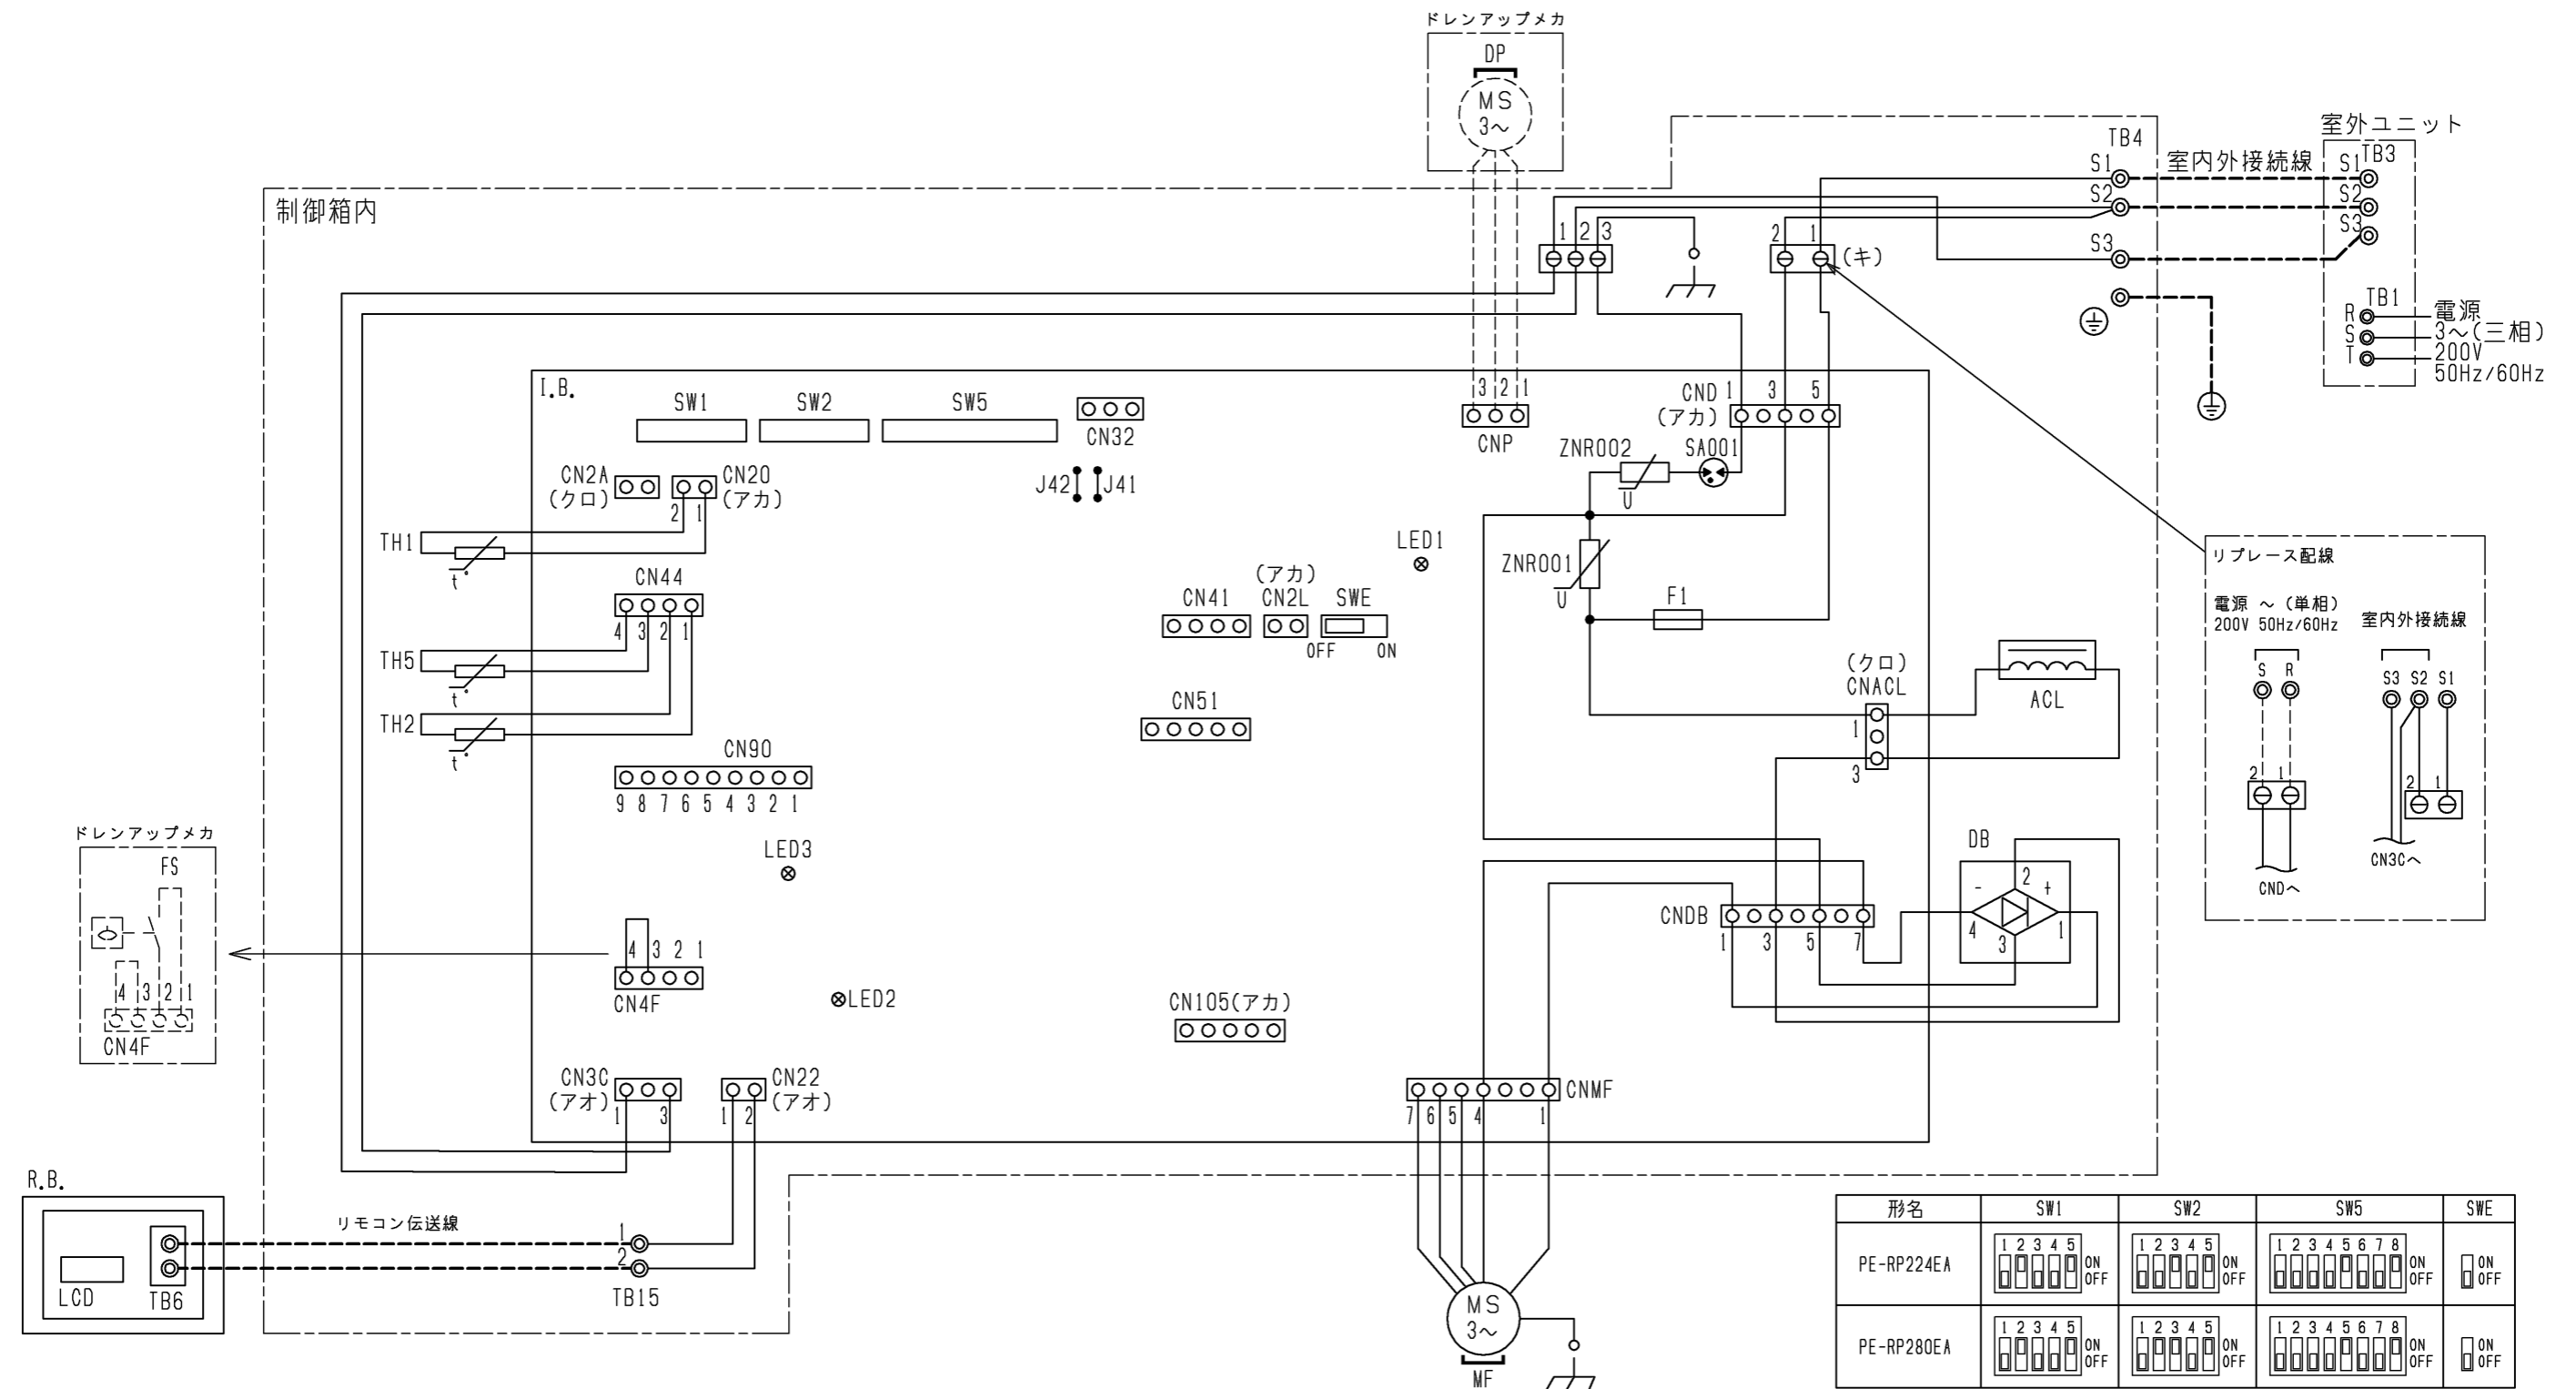 ドレンアップメカ
DP
MS
3～
制御箱内
TB4
S1
S2
S3
室内外接続線
室外ユニット
TB3
S1
S2
S3
TB1
R
S
T
電源
3～(三相)
200V
50Hz/60Hz
1 2 3
2 1 (キ)
I.B.
SW1
SW2
SW5
CN32
3 2 1
CNP
CND
(アカ)
1 3 5
ZNR002
U
SA001
ZNR001
U
F1
CN2A
(クロ)
CN20
(アカ)
2 1
J42
J41
TH1
t°
CN44
4 3 2 1
TH5
t°
TH2
t°
LED1
CN41
(アカ)
CN2L
SWE
OFF
ON
CN51
CN90
9 8 7 6 5 4 3 2 1
LED3
(クロ)
CNACL
1
3
ACL
リプレース配線
電源 ～ (単相)
200V 50Hz/60Hz
室内外接続線
S R
S3 S2 S1
2 1
2 1
CNDへ
CN3Cへ
ドレンアップメカ
FS
4 3 2 1
CN4F
4 3 2 1
CN4F
LED2
CN105(アカ)
CNDB
1 3 5 7
DB
- +
2
4
3
1
CN3C
(アオ)
1 3
CN22
(アオ)
1 2
CNMF
7 6 5 4 1
R.B.
LCD
TB6
リモコン伝送線
1
2
TB15
MS
3～
MF
形名 SW1 SW2 SW5 SWE
PE-RP224EA 1 2 3 4 5 ON OFF 1 2 3 4 5 ON OFF 1 2 3 4 5 6 7 8 ON OFF ON OFF
PE-RP280EA 1 2 3 4 5 ON OFF 1 2 3 4 5 ON OFF 1 2 3 4 5 6 7 8 ON OFF ON OFF